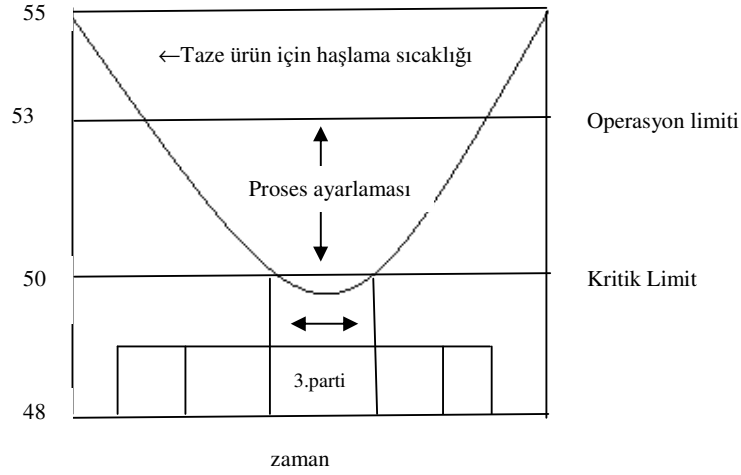 55
←Taze ürün için haşlama sıcaklığı
53
Operasyon limiti
Proses ayarlaması
50
Kritik Limit
3.parti
48
zaman